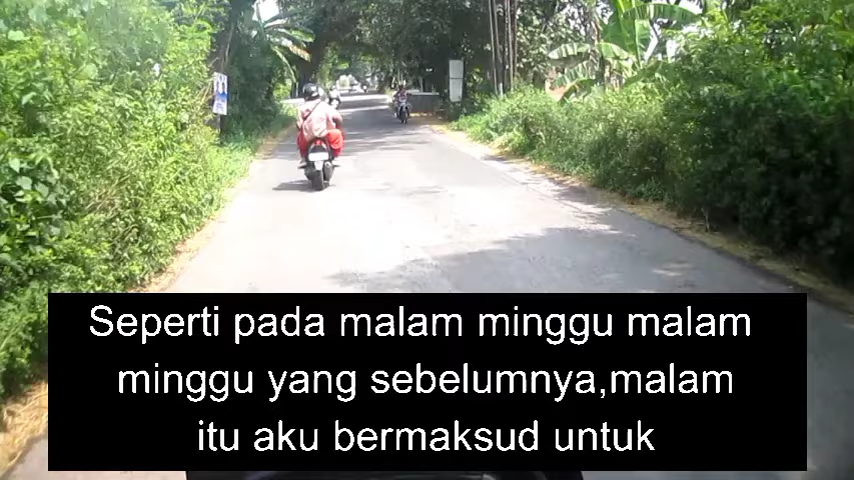 Seperti pada malam minggu malam
minggu yang sebelumnya,malam
itu aku bermaksud untuk